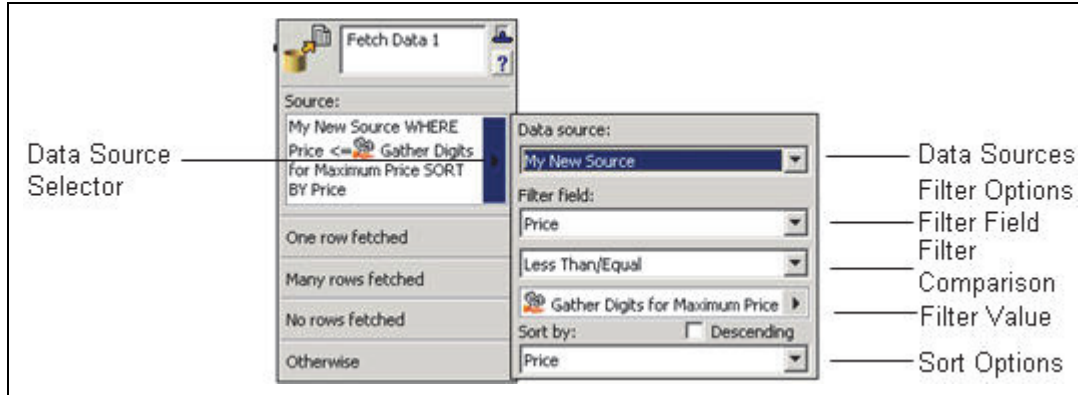 Fetch Data 1
?
Source:
My New Source WHERE
Price <= Gather Digits
for Maximum Price SORT
BY Price
One row fetched
Many rows fetched
No rows fetched
Otherwise
Data source:
My New Source
Filter field:
Price
Less Than/Equal
Gather Digits for Maximum Price
Sort by:
Descending
Price
Data Source
Selector
Data Sources
Filter Options
Filter Field
Filter
Comparison
Filter Value
Sort Options